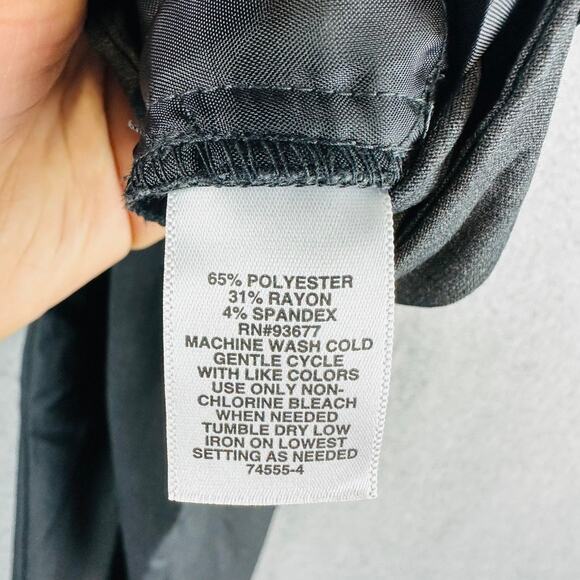 65% POLYESTER
31% RAYON
4% SPANDEX
RN#93677
MACHINE WASH COLD
GENTLE CYCLE
WITH LIKE COLORS
USE ONLY NON-
CHLORINE BLEACH
WHEN NEEDED
TUMBLE DRY LOW
IRON ON LOWEST
SETTING AS NEEDED
74555-4